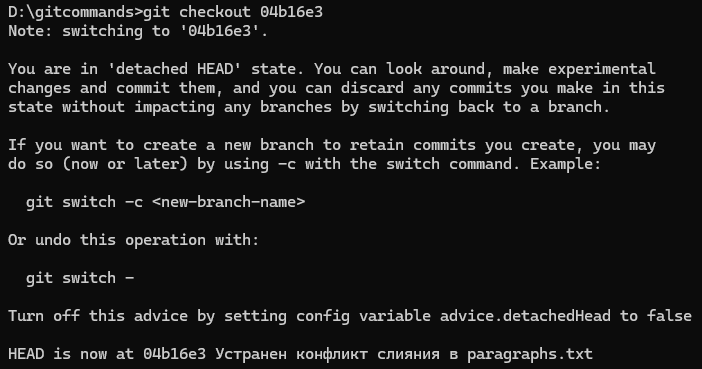 D:\gitcommands>git checkout 04b16e3
Note: switching to '04b16e3'.
You are in 'detached HEAD' state. You can look around, make experimental
changes and commit them, and you can discard any commits you make in this
state without impacting any branches by switching back to a branch.
If you want to create a new branch to retain commits you create, you may
do so (now or later) by using -c with the switch command. Example:
git switch -c <new-branch-name>
Or undo this operation with:
git switch -
Turn off this advice by setting config variable advice.detachedHead to false
HEAD is now at 04b16e3 Устранен конфликт слияния в paragraphs.txt